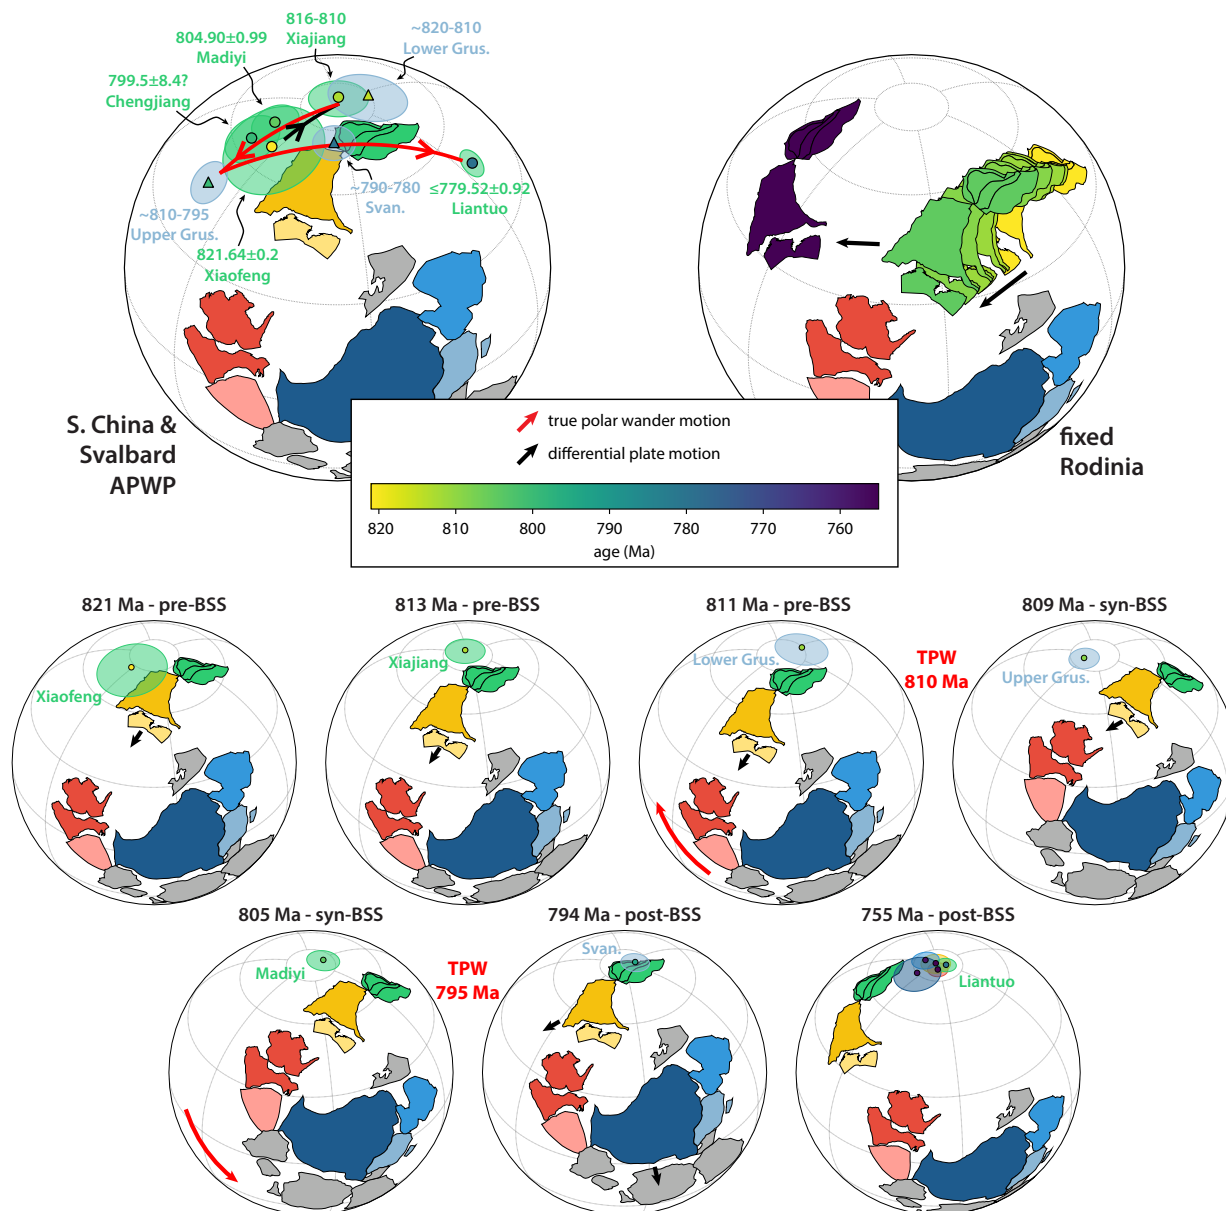 816-810
Xiajiang
~820-810
Lower Grus.
804.90±0.99
Madiyi
799.5±8.4?
Chengjiang
~790-780
Svan.
≤779.52±0.92
Liantuo
~810-795
Upper Grus.
821.64±0.2
Xiaofeng
S. China &
Svalbard
APWP
fixed
Rodinia
true polar wander motion
differential plate motion
820
810
800
790
780
770
760
age (Ma)
821 Ma - pre-BSS
813 Ma - pre-BSS
811 Ma - pre-BSS
809 Ma - syn-BSS
Xiaofeng
Xiajiang
Lower Grus.
TPW
810 Ma
Upper Grus.
805 Ma - syn-BSS
794 Ma - post-BSS
755 Ma - post-BSS
Madiyi
TPW
795 Ma
Svan.
Liantuo